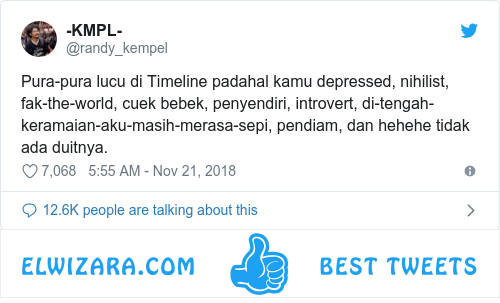 -KMPL-
@randy_kempel
Pura-pura lucu di Timeline padahal kamu depressed, nihilist,
fak-the-world, cuek bebek, penyendiri, introvert, di-tengah-
keramaian-aku-masih-merasa-sepi, pendiam, dan hehehe tidak
ada duitnya.
7,068 5:55 AM - Nov 21, 2018
12.6K people are talking about this
ELWIZARA.COM BEST TWEETS